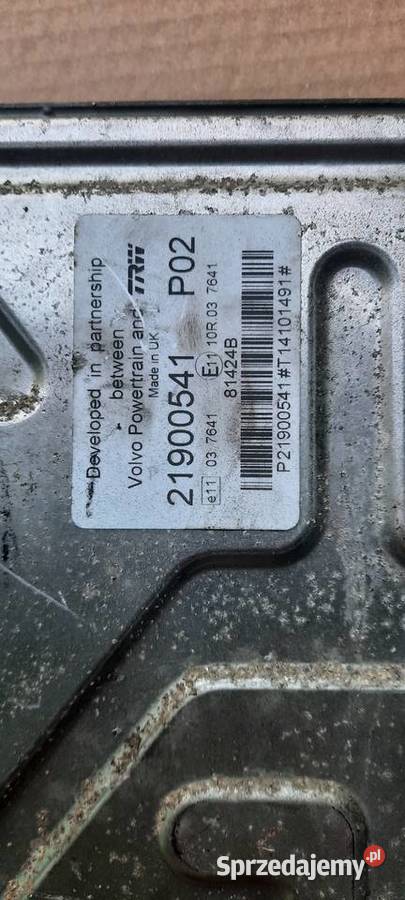 Developed in partnership
between
Volvo Powertrain and TRW
Made in UK
21900541 P02
e11 03 7641 E11 10R 03 7641
81424B
P21900541#T14101491#
Sprzedajemy.pl